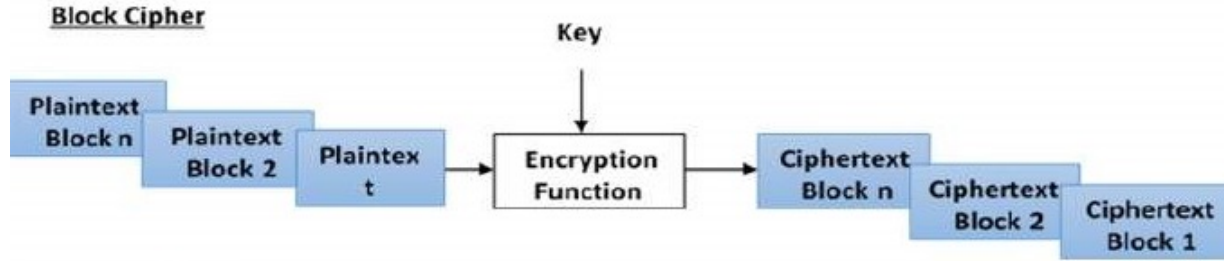 Block Cipher
Key
Plaintext
Block n
Plaintext
Block 2
Plaintex
t
Encryption
Function
Ciphertext
Block n
Ciphertext
Block 2
Ciphertext
Block 1